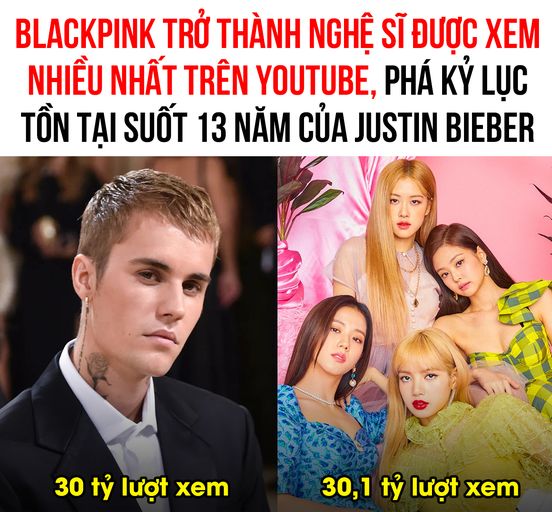 BLACKPINK TRỞ THÀNH NGHỆ SĨ ĐƯỢC XEM
NHIỀU NHẤT TRÊN YOUTUBE, PHÁ KỶ LỤC
TỒN TẠI SUỐT 13 NĂM CỦA JUSTIN BIEBER
30 tỷ lượt xem
30,1 tỷ lượt xem